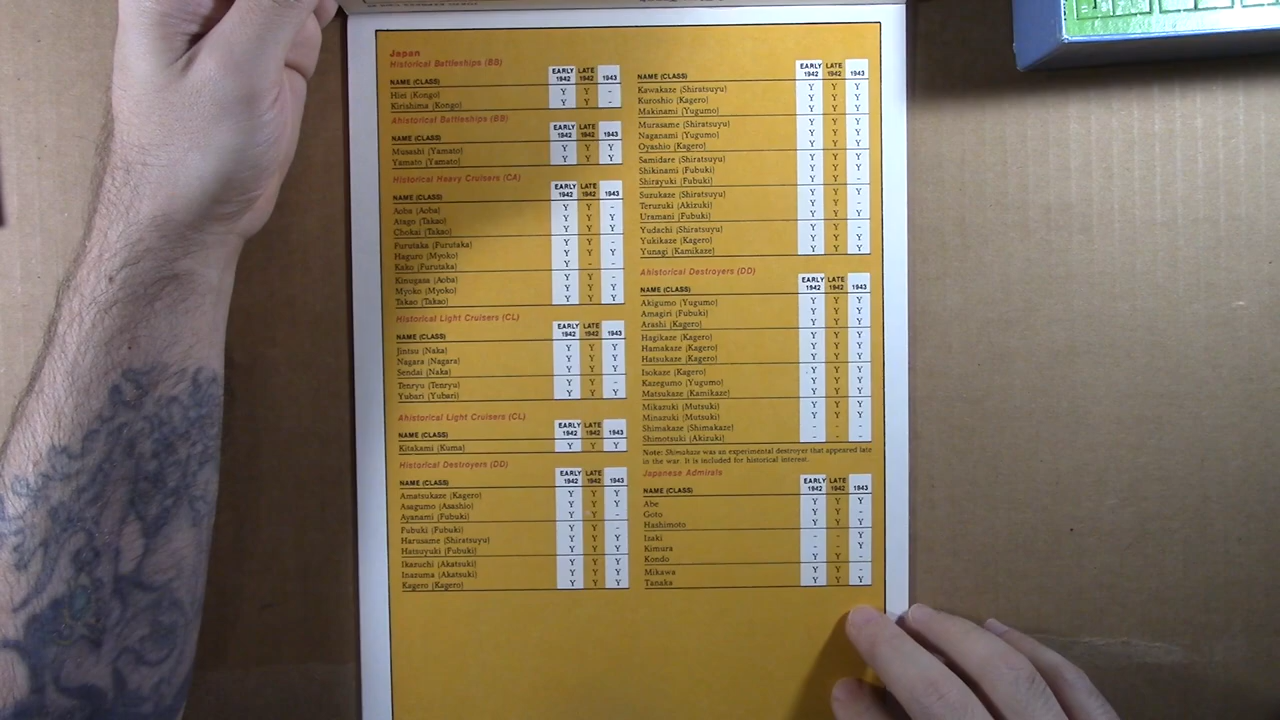 Japan
Historical Battleships (BB)
NAME (CLASS) EARLY 1942 LATE 1942 1943
Hiei (Kongo) Y Y -
Kirishima (Kongo) Y Y -
Ahistorical Battleships (BB)
NAME (CLASS) EARLY 1942 LATE 1942 1943
Musashi (Yamato) Y Y Y
Yamato (Yamato) Y Y Y
Historical Heavy Cruisers (CA)
NAME (CLASS) EARLY 1942 LATE 1942 1943
Aoba (Aoba) Y Y -
Atago (Takao) Y Y Y
Chokai (Takao) Y Y Y
Furutaka (Furutaka) Y Y -
Haguro (Myoko) Y Y Y
Kako (Furutaka) Y - -
Kinugasa (Aoba) Y Y -
Myoko (Myoko) Y Y Y
Takao (Takao) Y Y Y
Historical Light Cruisers (CL)
NAME (CLASS) EARLY 1942 LATE 1942 1943
Jintsu (Naka) Y Y Y
Nagara (Nagara) Y Y Y
Sendai (Naka) Y Y Y
Tenryu (Tenryu) Y Y -
Yubari (Yubari) Y Y Y
Ahistorical Light Cruisers (CL)
NAME (CLASS) EARLY 1942 LATE 1942 1943
Kitakami (Kuma) Y Y Y
Historical Destroyers (DD)
NAME (CLASS) EARLY 1942 LATE 1942 1943
Amatsukaze (Kagero) Y Y Y
Asagumo (Asashio) Y Y Y
Ayanami (Fubuki) Y Y -
Fubuki (Fubuki) Y Y -
Harusame (Shiratsuyu) Y Y Y
Hatsuyuki (Fubuki) Y Y Y
Ikazuchi (Akatsuki) Y Y Y
Inazuma (Akatsuki) Y Y Y
Kagero (Kagero) Y Y Y
NAME (CLASS) EARLY 1942 LATE 1942 1943
Kawakaze (Shiratsuyu) Y Y Y
Kuroshio (Kagero) Y Y Y
Makinami (Yugumo) Y Y Y
Murasame (Shiratsuyu) Y Y Y
Naganami (Yugumo) Y Y Y
Oyashio (Kagero) Y Y Y
Samidare (Shiratsuyu) Y Y Y
Shikinami (Fubuki) Y Y Y
Shirayuki (Fubuki) Y Y -
Suzukaze (Shiratsuyu) Y Y Y
Teruzuki (Akizuki) Y Y -
Uramani (Fubuki) Y Y Y
Yudachi (Shiratsuyu) Y Y -
Yukikaze (Kagero) Y Y Y
Yunagi (Kamikaze) Y Y Y
Ahistorical Destroyers (DD)
NAME (CLASS) EARLY 1942 LATE 1942 1943
Akigumo (Yugumo) Y Y Y
Amagiri (Fubuki) Y Y Y
Arashi (Kagero) Y Y Y
Hagikaze (Kagero) Y Y Y
Hamakaze (Kagero) Y Y Y
Hatsukaze (Kagero) Y Y Y
Isokaze (Kagero) Y Y Y
Kazegumo (Yugumo) Y Y Y
Matsukaze (Kamikaze) Y Y Y
Mikazuki (Mutsuki) Y Y Y
Minazuki (Mutsuki) Y Y Y
Shimakaze (Shimakaze) - - -
Shimotsuki (Akizuki) - - -
Note: Shimakaze was an experimental destroyer that appeared late
in the war. It is included for historical interest.
Japanese Admirals
NAME (CLASS) EARLY 1942 LATE 1942 1943
Abe Y Y Y
Goto Y Y -
Hashimoto Y Y Y
Izaki - - Y
Kimura - - Y
Kondo Y Y -
Mikawa Y Y -
Tanaka Y Y Y